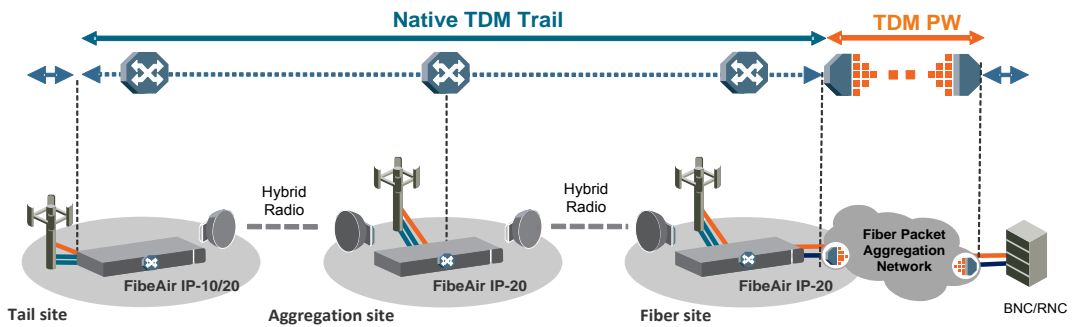 Native TDM Trail
TDM PW
Hybrid
Radio
Hybrid
Radio
Fiber Packet
Aggregation
Network
FibeAir IP-10/20
FibeAir IP-20
FibeAir IP-20
BNC/RNC
Tail site
Aggregation site
Fiber site